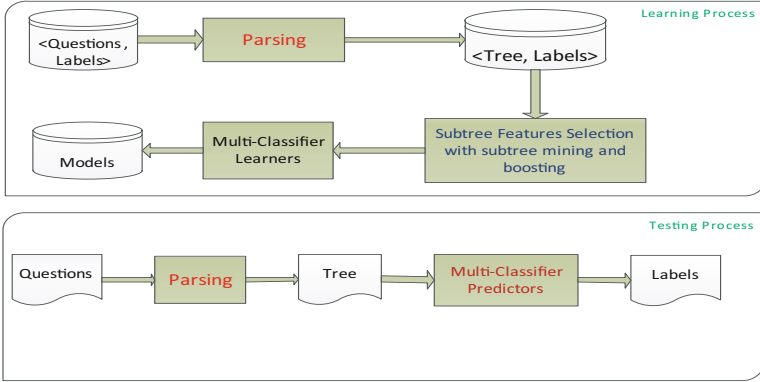 Learning Process
<Questions,
Labels>
Parsing
<Tree, Labels>
Models
Multi-Classifier
Learners
Subtree Features Selection
with subtree mining and
boosting
Testing Process
Questions
Parsing
Tree
Multi-Classifier
Predictors
Labels